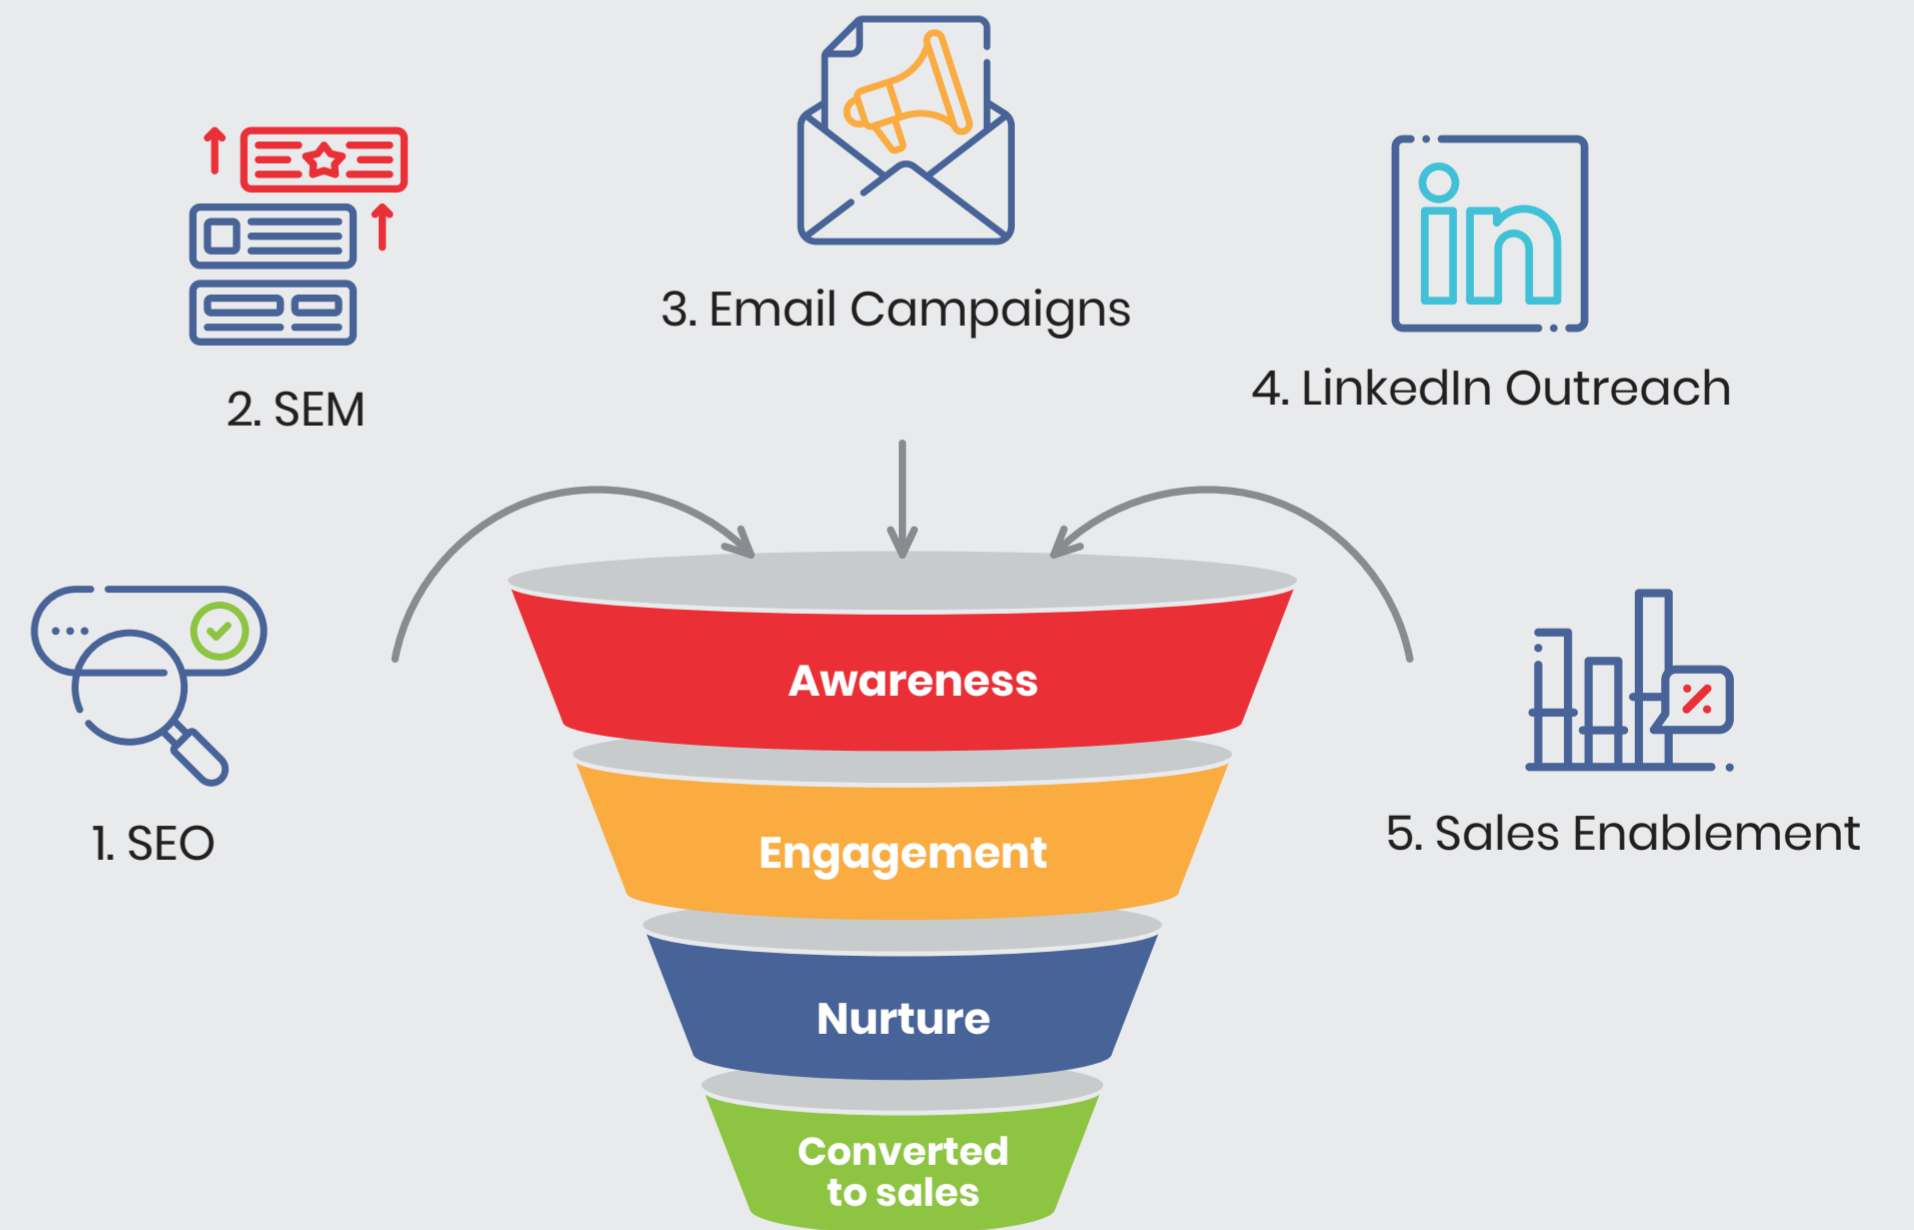 1. SEO
2. SEM
3. Email Campaigns
4. LinkedIn Outreach
5. Sales Enablement
in
%
Awareness
Engagement
Nurture
Converted
to sales